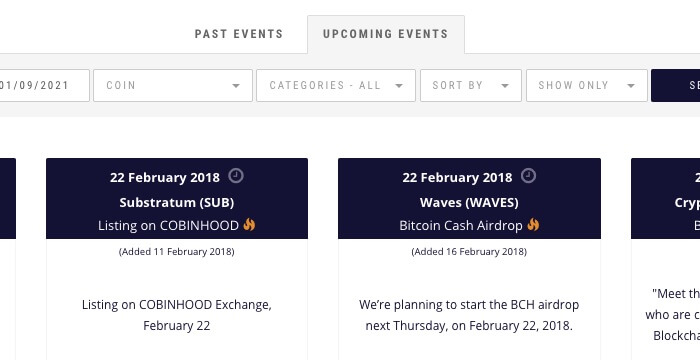 PAST EVENTS
UPCOMING EVENTS
01/09/2021
COIN
CATEGORIES - ALL
SORT BY
SHOW ONLY
22 February 2018
Substratum (SUB)
Listing on COBINHOOD
(Added 11 February 2018)
Listing on COBINHOOD Exchange,
February 22
22 February 2018
Waves (WAVES)
Bitcoin Cash Airdrop
(Added 16 February 2018)
We’re planning to start the BCH airdrop
next Thursday, on February 22, 2018.
"Meet th
who are c
Blockcha